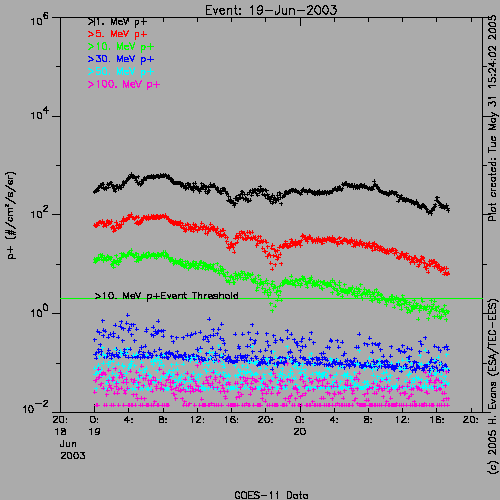 Event: 19-Jun-2003
>1. MeV p+
>5. MeV p+
>10. MeV p+
>30. MeV p+
>50. MeV p+
>100. MeV p+
10^6
10^4
10^2
10^0
10^-2
p+ (#/cm²/s/sr)
>10. MeV p+Event Threshold
20: 0: 4: 8: 12: 16: 20: 0: 4: 8: 12: 16: 20:
18 19 20
Jun
2003
GOES-11 Data
Plot created: Tue May 31 15:24:02 2005
(c) 2005 H. Evans (ESA/TEC-EES)